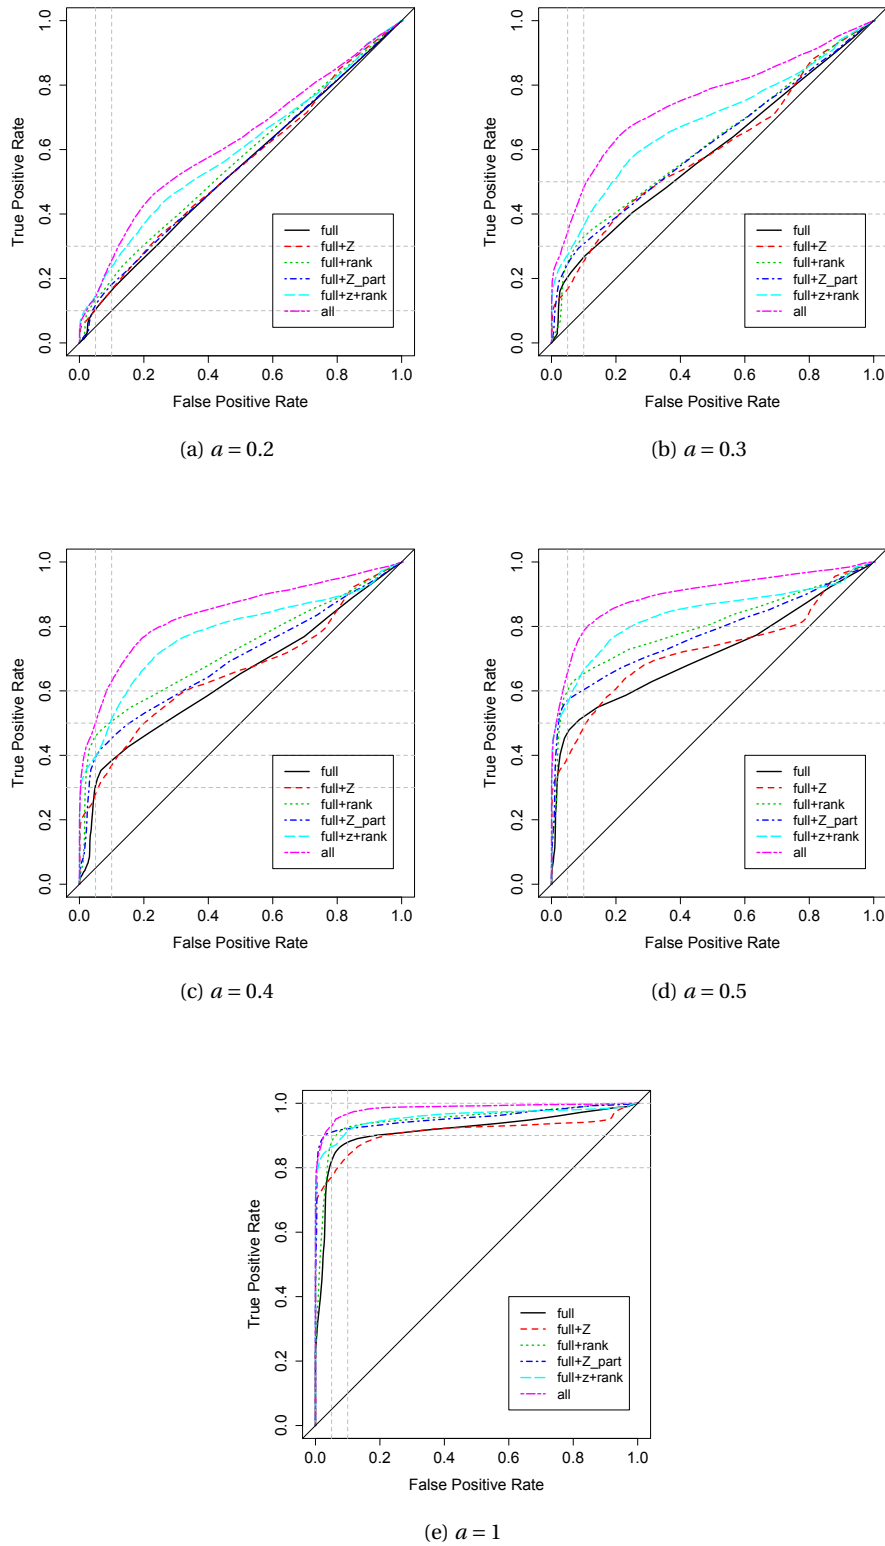 1.0
0.8
0.6
0.4
0.2
0.0
True Positive Rate
full
full+Z
full+rank
full+Z_part
full+z+rank
all
0.0 0.2 0.4 0.6 0.8 1.0
False Positive Rate
(a) a = 0.2
1.0
0.8
0.6
0.4
0.2
0.0
True Positive Rate
full
full+Z
full+rank
full+Z_part
full+z+rank
all
0.0 0.2 0.4 0.6 0.8 1.0
False Positive Rate
(b) a = 0.3
1.0
0.8
0.6
0.4
0.2
0.0
True Positive Rate
full
full+Z
full+rank
full+Z_part
full+z+rank
all
0.0 0.2 0.4 0.6 0.8 1.0
False Positive Rate
(c) a = 0.4
1.0
0.8
0.6
0.4
0.2
0.0
True Positive Rate
full
full+Z
full+rank
full+Z_part
full+z+rank
all
0.0 0.2 0.4 0.6 0.8 1.0
False Positive Rate
(d) a = 0.5
1.0
0.8
0.6
0.4
0.2
0.0
True Positive Rate
full
full+Z
full+rank
full+Z_part
full+z+rank
all
0.0 0.2 0.4 0.6 0.8 1.0
False Positive Rate
(e) a = 1